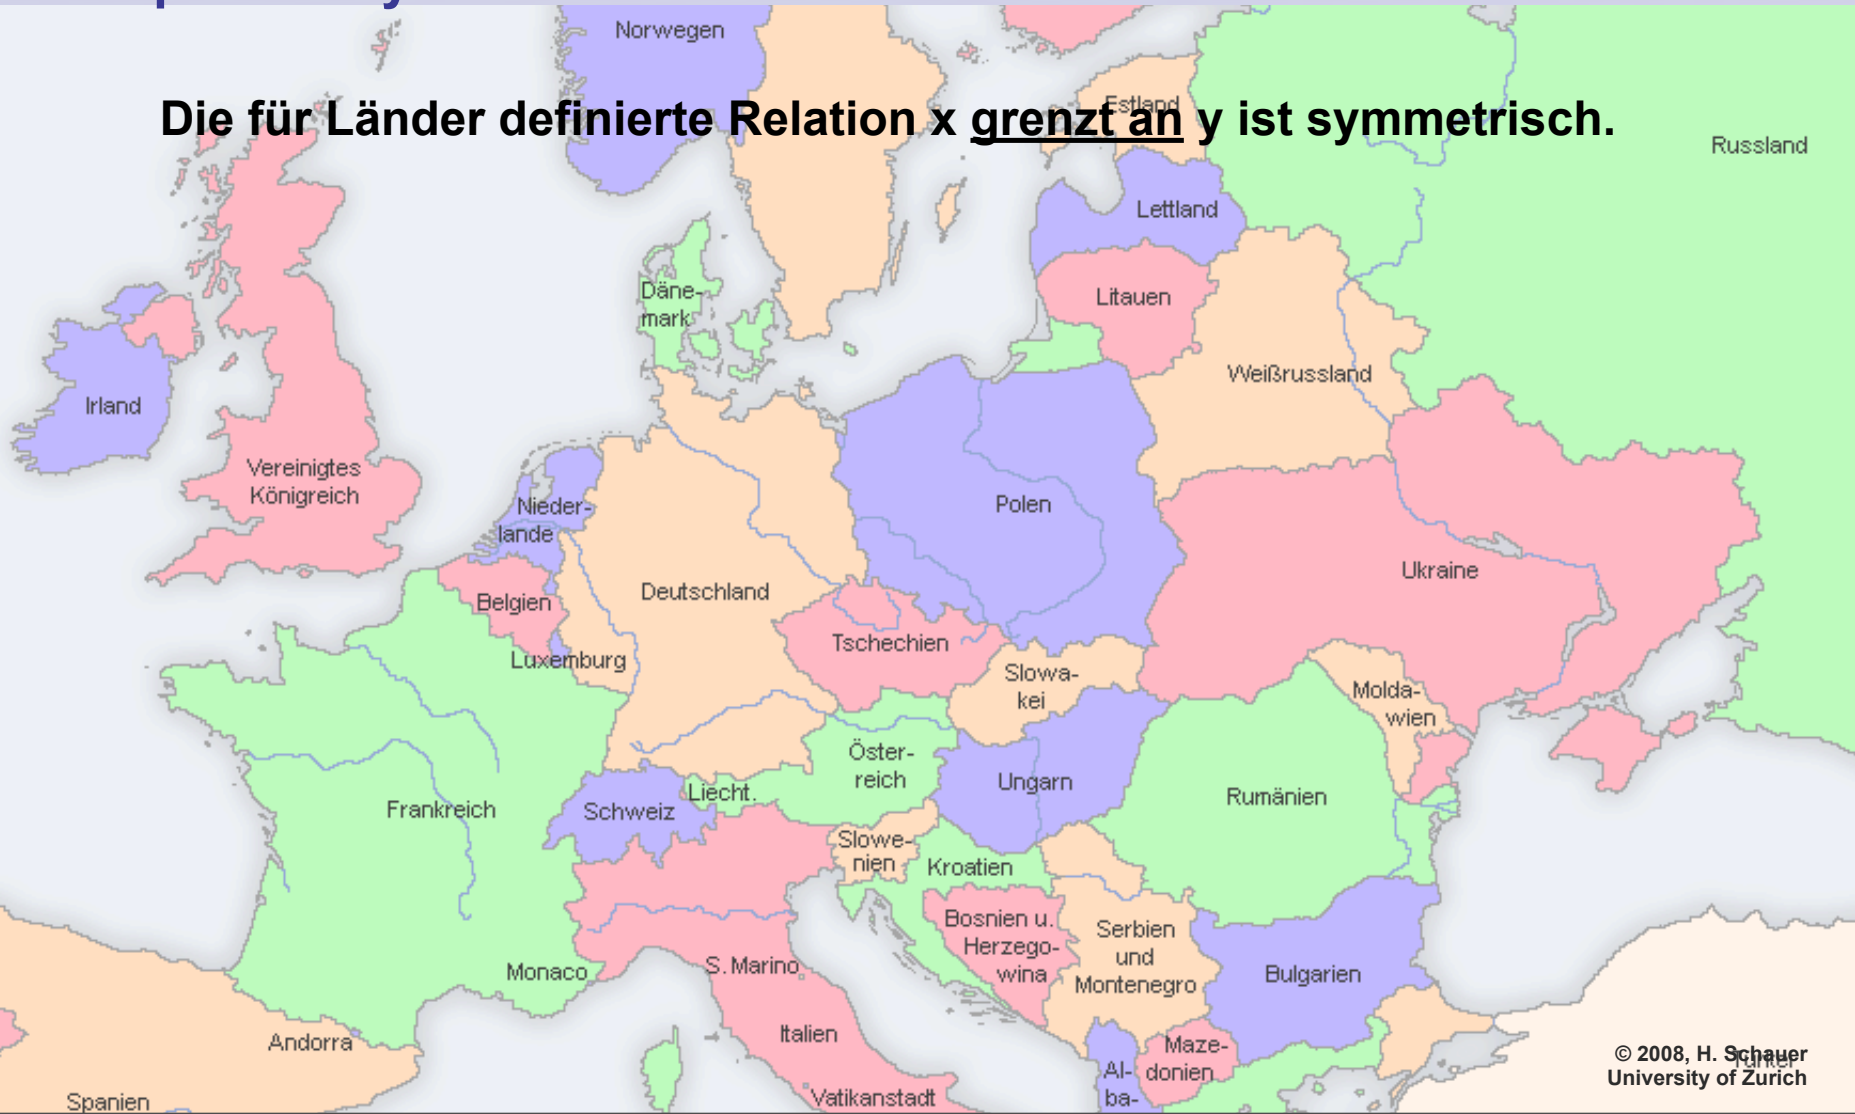 Norwegen
Die für Länder definierte Relation x grenzt an y ist symmetrisch.
Estland
Russland
Lettland
Däne-
mark
Litauen
Weißrussland
Irland
Vereinigtes
Königreich
Nieder-
lande
Polen
Ukraine
Deutschland
Belgien
Tschechien
Luxemburg
Slowa-
kei
Molda-
wien
Öster-
reich
Liecht.
Ungarn
Rumänien
Frankreich
Schweiz
Slowe-
nien
Kroatien
Bosnien u.
Herzego-
wina
Serbien
und
Montenegro
Monaco
S. Marino
Bulgarien
Italien
Andorra
Maze-
donien
Al-
ba-
Vatikanstadt
Spanien
© 2008, H. Schauer
University of Zurich